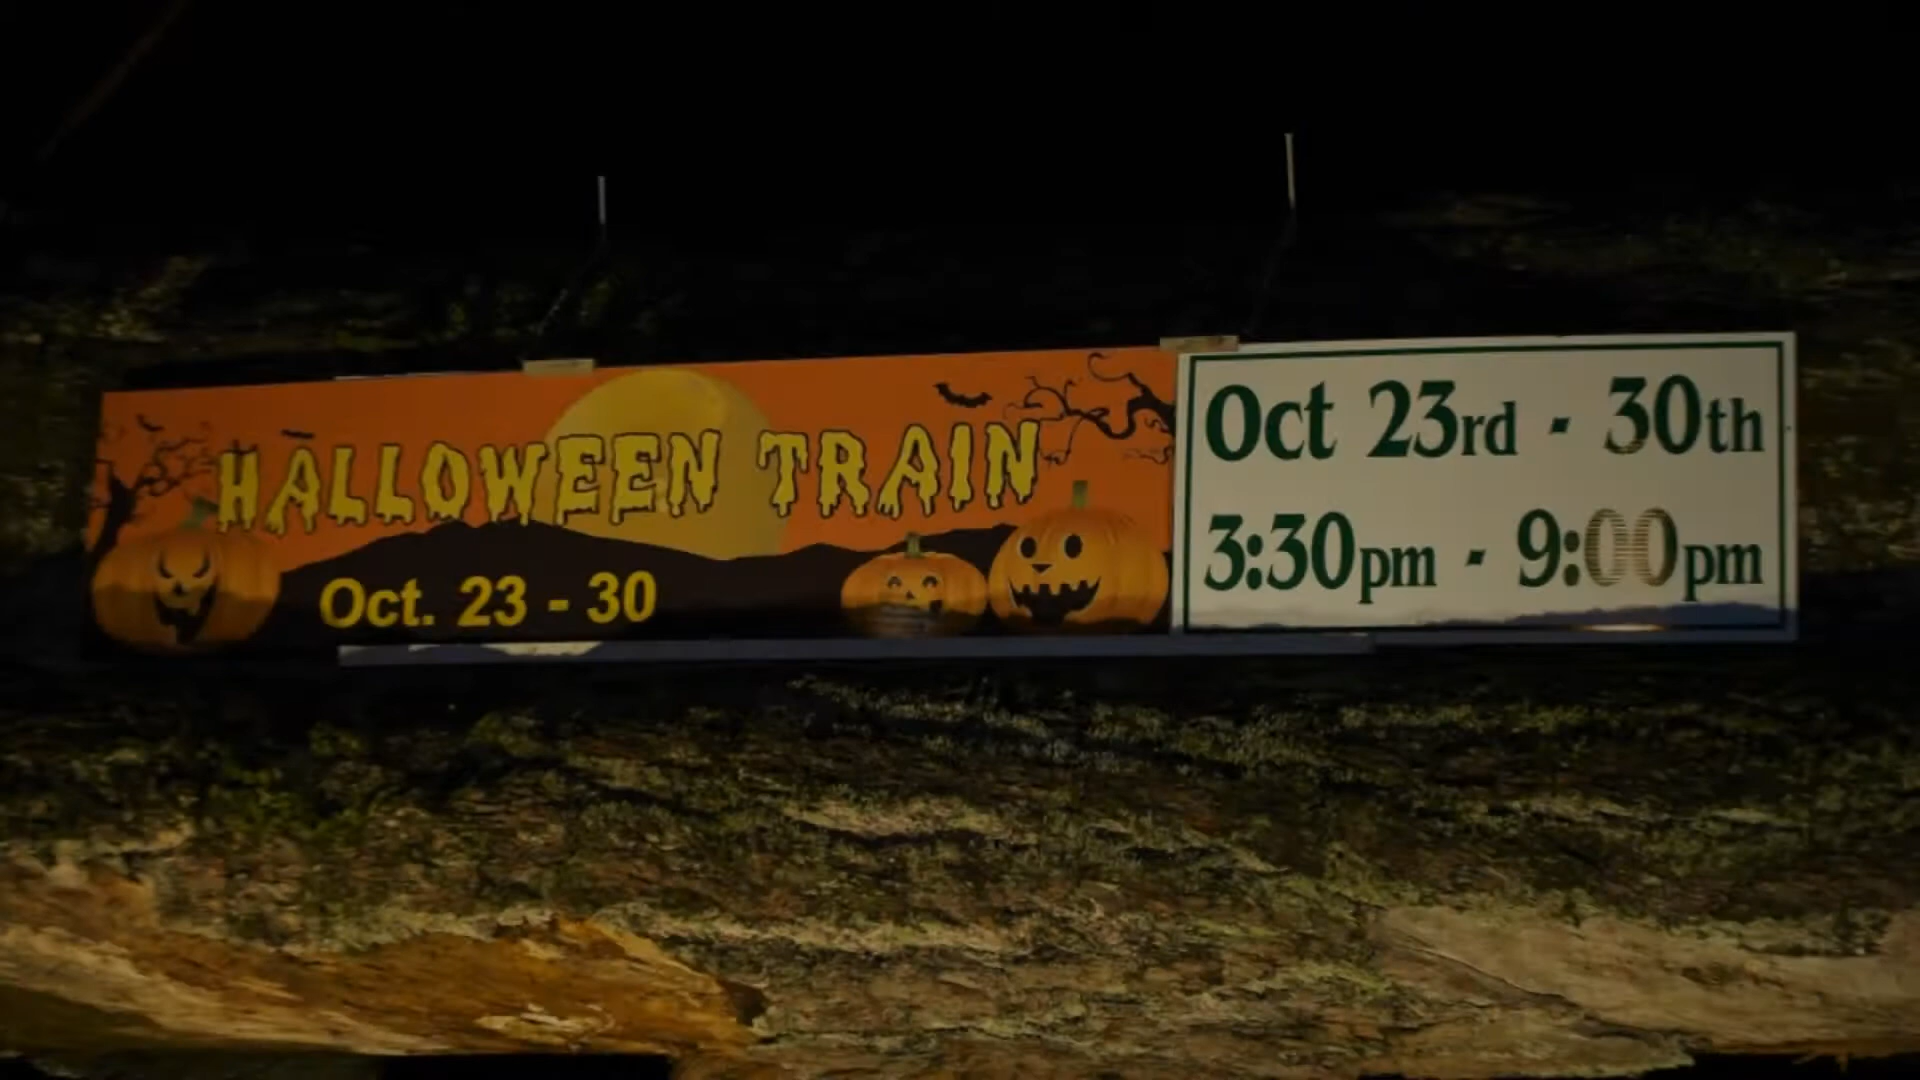 HALLOWEEN TRAIN
Oct. 23 - 30
Oct 23rd - 30th
3:30pm - 9:00pm